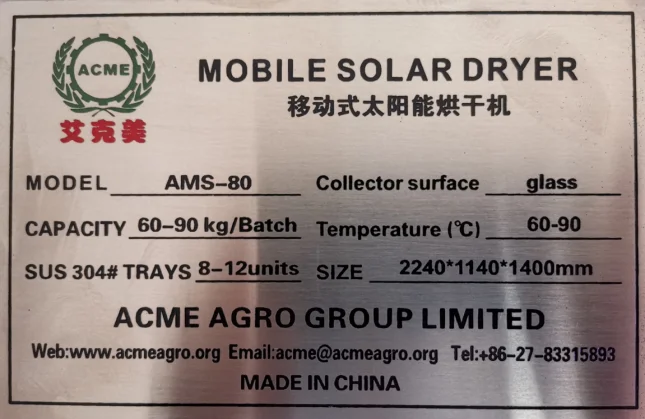 ACME
艾克美
MOBILE SOLAR DRYER
移动式太阳能烘干机
MODEL AMS-80 Collector surface glass
CAPACITY 60-90 kg/Batch Temperature (℃) 60-90
SUS 304# TRAYS 8-12units SIZE 2240*1140*1400mm
ACME AGRO GROUP LIMITED
Web:www.acmeagro.org Email:acme@acmeagro.org Tel:+86-27-83315893
MADE IN CHINA